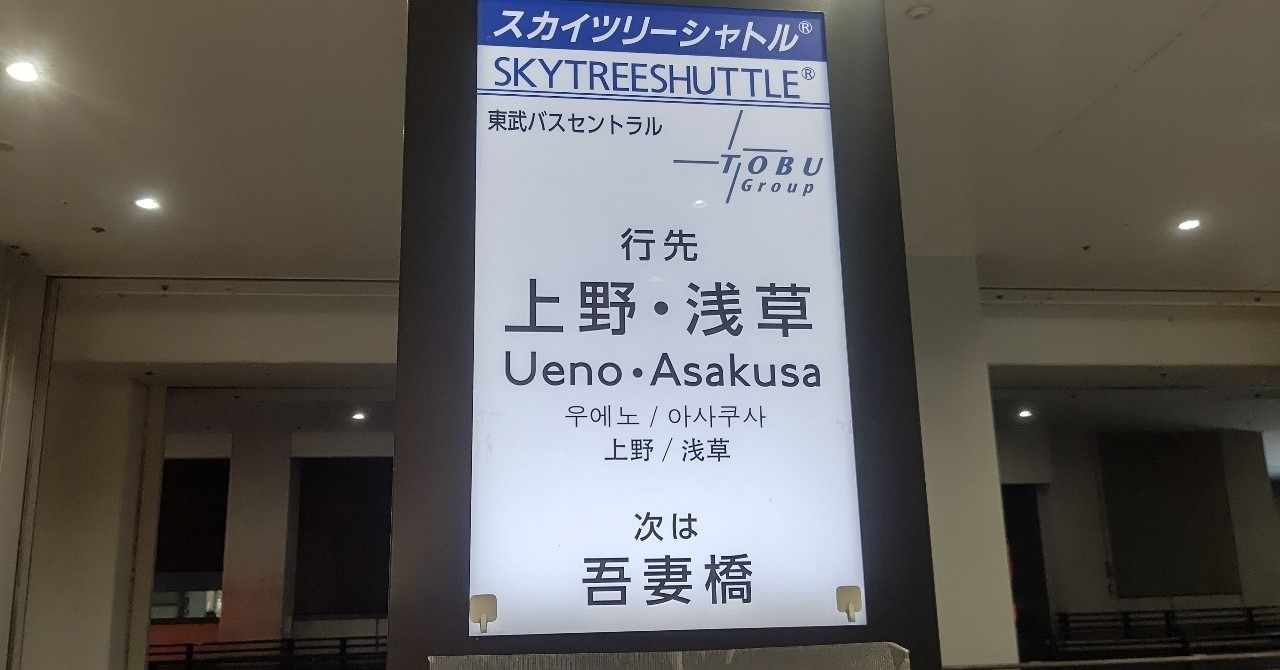 スカイツリーシャトル®
SKYTREESHUTTLE®
東武バスセントラル
TOBU
Group
行先
上野・浅草
Ueno・Asakusa
우에노 / 아사쿠사
上野 / 浅草
次は
吾妻橋